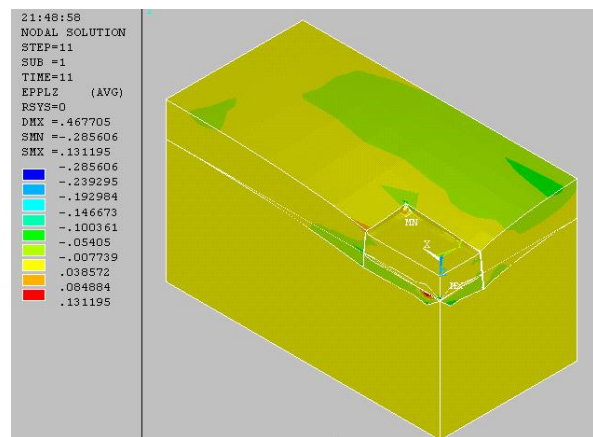 21:48:58
NODAL SOLUTION
STEP=11
SUB =1
TIME=11
EPPLZ (AVG)
RSYS=0
DMX =.467705
SMN =-.285606
SMX =.131195
-.285606
-.239295
-.192984
-.146673
-.100361
-.05405
-.007739
.038572
.084884
.131195
MN
X
MX